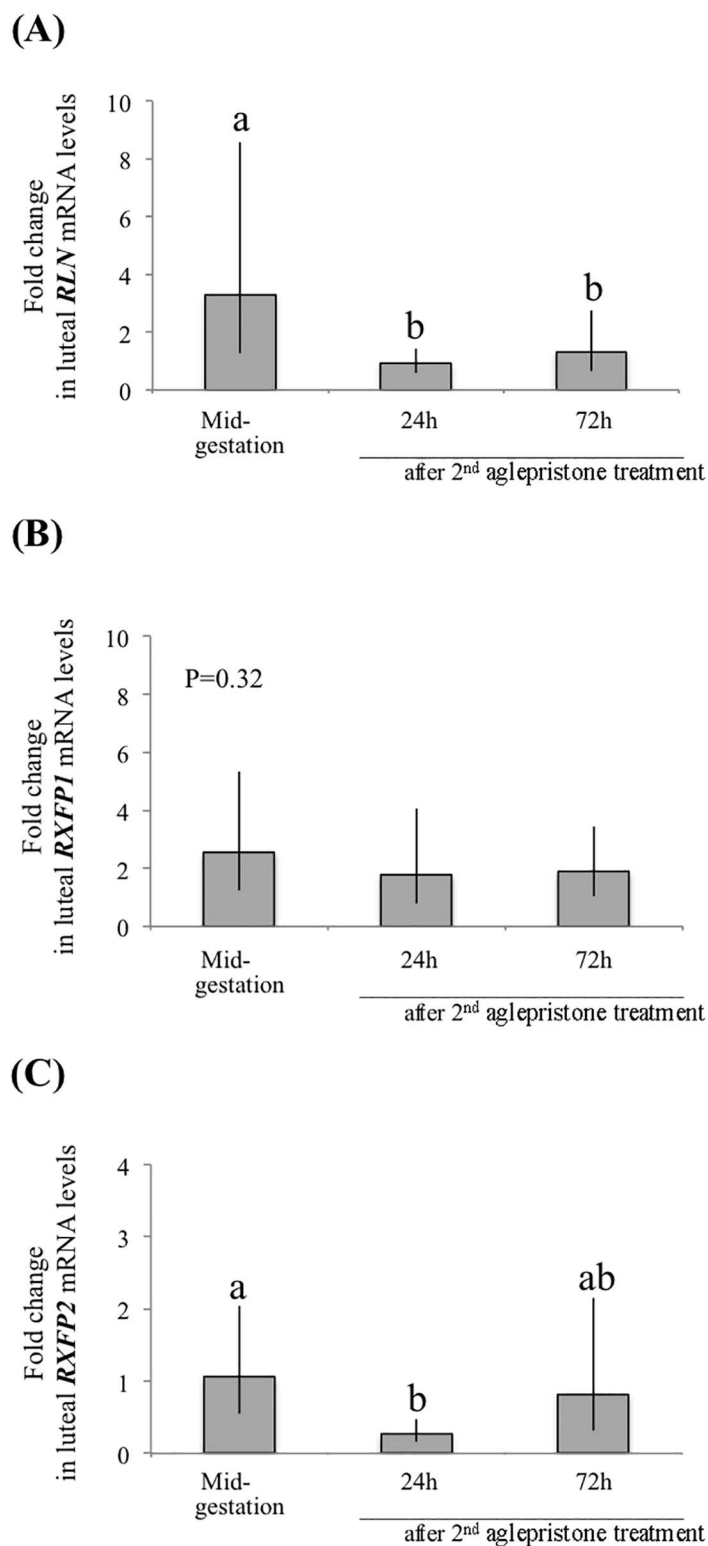 (A)
Fold change
in luteal RLN mRNA levels
10
8
6
4
2
0
a
b
b
Mid-
gestation
24h
72h
after 2nd aglepristone treatment
(B)
Fold change
in luteal RXFP1 mRNA levels
10
8
6
4
2
0
P=0.32
Mid-
gestation
24h
72h
after 2nd aglepristone treatment
(C)
Fold change
in luteal RXFP2 mRNA levels
4
3
2
1
0
a
b
ab
Mid-
gestation
24h
72h
after 2nd aglepristone treatment